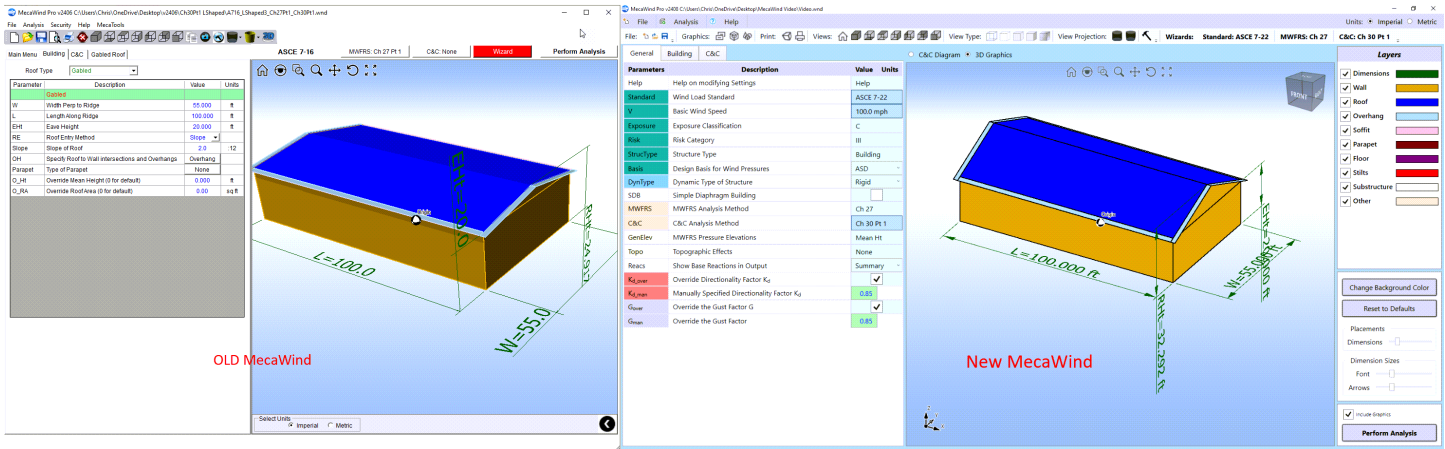 MecaWind Pro v2406 C:\Users\Chris\OneDrive\Desktop\v2406\Ch30Pt1 LShaped\A716_LShaped3_Ch27Pt1_Ch30Pt1.wnd
File Analysis Security Help MecaTools
3D
Main Menu Building C&C Gabled Roof
ASCE 7-16 MWFRS: Ch 27 Pt 1 C&C: None Wizard Perform Analysis
Roof Type Gabled
Parameter Description Value Units
Gabled
W Width Perp to Ridge 55.000 ft
L Length Along Ridge 100.000 ft
EHt Eave Height 20.000 ft
RE Roof Entry Method Slope
Slope Slope of Roof 2.0 :12
OH Specify Roof to Wall intersections and Overhangs Overhang
Parapet Type of Parapet None
O_Ht Override Mean Height (0 for default) 0.000 ft
O_RA Override Roof Area (0 for default) 0.00 sq ft
Origin
L=100.0
W=55.0
OLD MecaWind
Select Units
Imperial Metric
MecaWind Pro v2408 C:\Users\Chris\OneDrive\Desktop\MecaWind Video\Video.wnd
File Analysis Help
Units: Imperial Metric
File: Graphics: Print: Views: View Type: View Projection: Wizards: Standard: ASCE 7-22 MWFRS: Ch 27 C&C: Ch 30 Pt 1
General Building C&C
C&C Diagram 3D Graphics
Parameters Description Value Units
Help Help on modifying Settings Help
Standard Wind Load Standard ASCE 7-22
V Basic Wind Speed 100.0 mph
Exposure Exposure Classification C
Risk Risk Category III
StrucType Structure Type Building
Basis Design Basis for Wind Pressures ASD
DynType Dynamic Type of Structure Rigid
SDB Simple Diaphragm Building
MWFRS MWFRS Analysis Method Ch 27
C&C C&C Analysis Method Ch 30 Pt 1
GenElev MWFRS Pressure Elevations Mean Ht
Topo Topographic Effects None
Reacs Show Base Reactions in Output Summary
Kd_over Override Directionality Factor Kd
Kd_man Manually Specified Directionality Factor Kd 0.85
Gover Override the Gust Factor G
Gman Override the Gust Factor 0.85
FRONT
Origin
L=100.000 ft
RHt=32.292 ft
New MecaWind
Layers
Dimensions
Wall
Roof
Overhang
Soffit
Parapet
Floor
Stilts
Substructure
Other
Change Background Color
Reset to Defaults
Placements
Dimensions
Dimension Sizes
Font
Arrows
Include Graphics
Perform Analysis